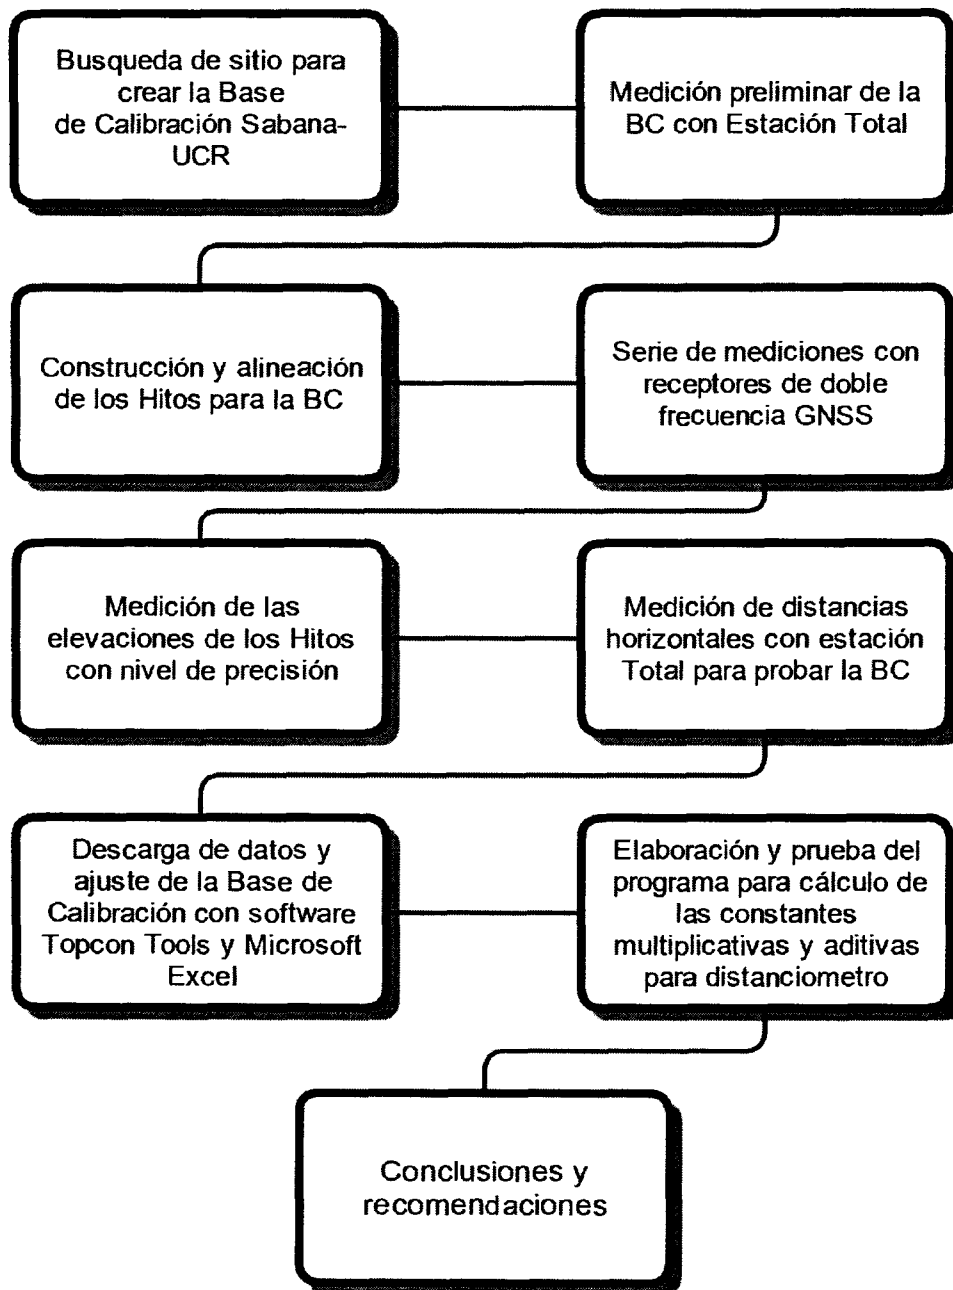 Busqueda de sitio para
crear la Base
de Calibración Sabana-
UCR
Medición preliminar de la
BC con Estación Total
Construcción y alineación
de los Hitos para la BC
Serie de mediciones con
receptores de doble
frecuencia GNSS
Medición de las
elevaciones de los Hitos
con nivel de precisión
Medición de distancias
horizontales con estación
Total para probar la BC
Descarga de datos y
ajuste de la Base de
Calibración con software
Topcon Tools y Microsoft
Excel
Elaboración y prueba del
programa para cálculo de
las constantes
multiplicativas y aditivas
para distanciometro
Conclusiones y
recomendaciones